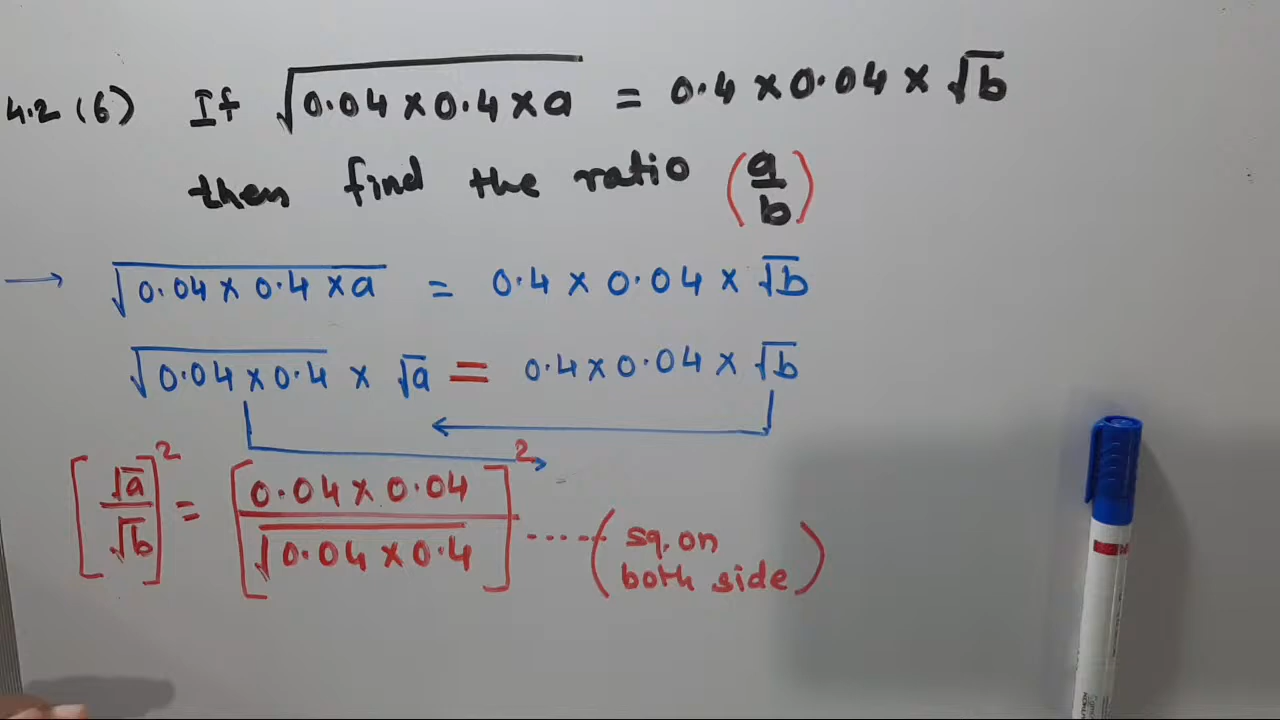 4.2 (6) If √0.04 × 0.4 × a = 0.4 × 0.04 × √b
then find the ratio (a/b)
→ √0.04 × 0.4 × a = 0.4 × 0.04 × √b
√0.04 × 0.4 × √a = 0.4 × 0.04 × √b
[√a/√b]² = [0.04 × 0.04/√0.04 × 0.4]² ..... (sq. on
both side)